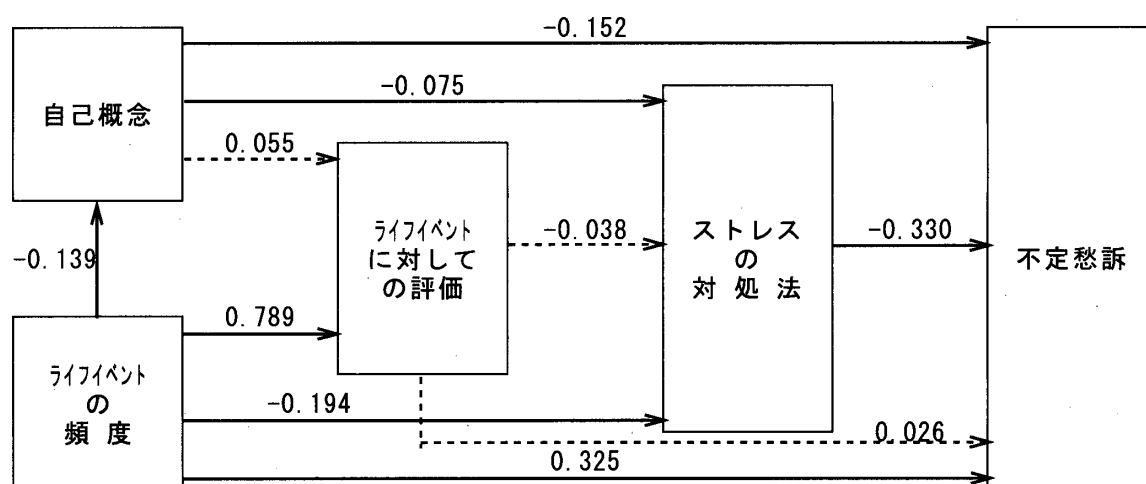 -0.152
-0.075
自己概念
0.055
ライフイベント
に対して
の評価
-0.038
ストレス
の
対処法
-0.330
不定愁訴
-0.139
0.789
ライフイベント
の
頻度
-0.194
0.026
0.325